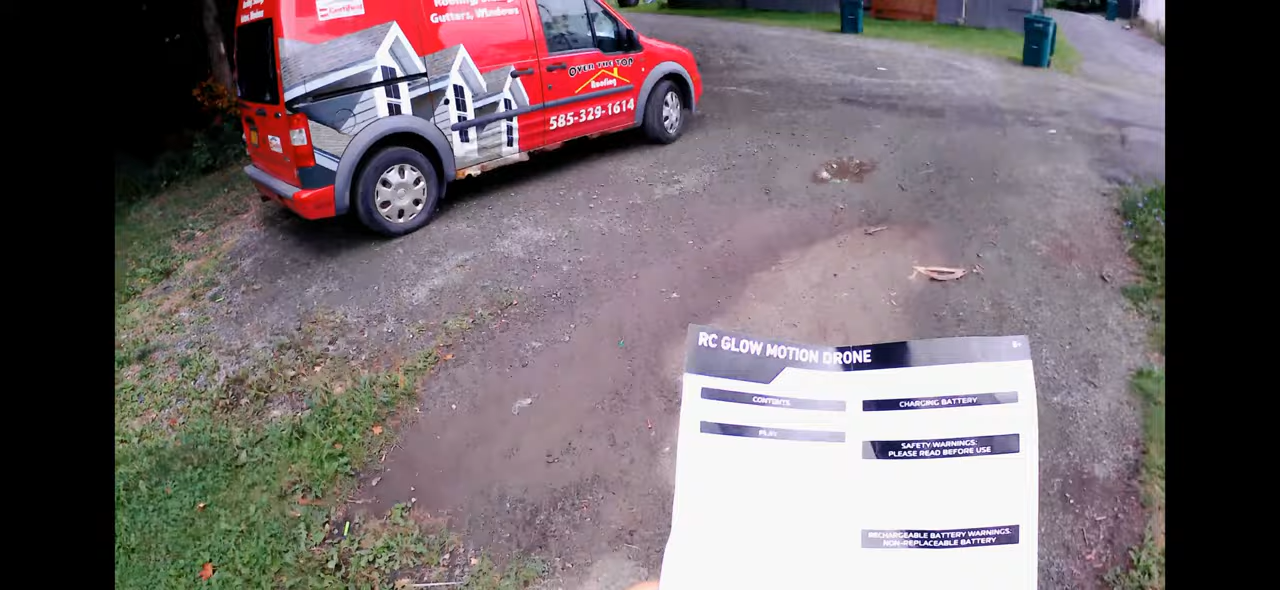 Gutters, Windows
OVER THE TOP
Roofing
585-329-1614
RC GLOW MOTION DRONE
8+
CONTENTS
PLAY
CHARGING BATTERY
SAFETY WARNINGS:
PLEASE READ BEFORE USE
RECHARGEABLE BATTERY WARNINGS:
NON-REPLACEABLE BATTERY